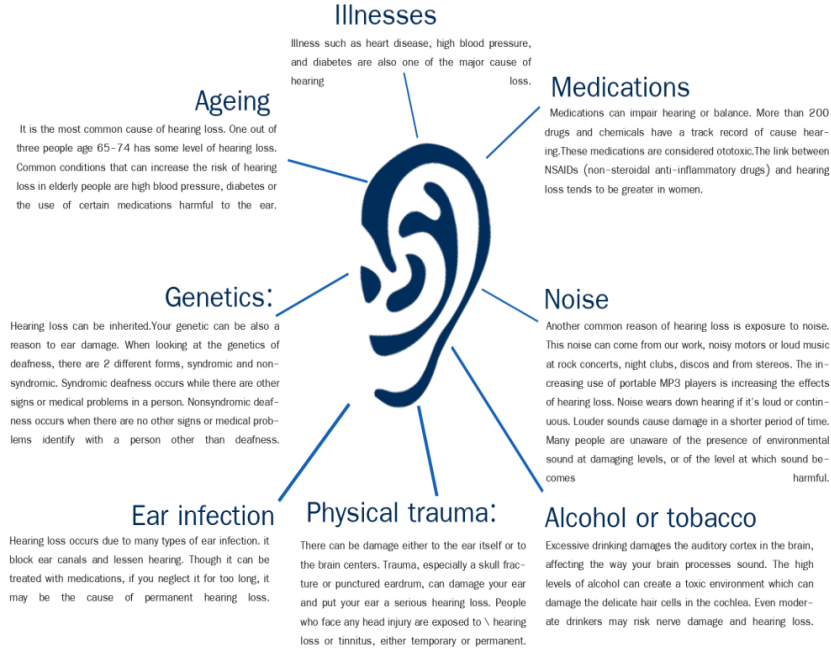 Illnesses
Illness such as heart disease, high blood pressure,
and diabetes are also one of the major cause of
hearing loss.
Ageing
It is the most common cause of hearing loss. One out of
three people age 65-74 has some level of hearing loss.
Common conditions that can increase the risk of hearing
loss in elderly people are high blood pressure, diabetes or
the use of certain medications harmful to the ear.
Medications
Medications can impair hearing or balance. More than 200
drugs and chemicals have a track record of cause hear-
ing.These medications are considered ototoxic.The link between
NSAIDs (non-steroidal anti-inflammatory drugs) and hearing
loss tends to be greater in women.
Genetics:
Hearing loss can be inherited.Your genetic can be also a
reason to ear damage. When looking at the genetics of
deafness, there are 2 different forms, syndromic and non-
syndromic. Syndromic deafness occurs while there are other
signs or medical problems in a person. Nonsyndromic deaf-
ness occurs when there are no other signs or medical prob-
lems identify with a person other than deafness.
Noise
Another common reason of hearing loss is exposure to noise.
This noise can come from our work, noisy motors or loud music
at rock concerts, night clubs, discos and from stereos. The in-
creasing use of portable MP3 players is increasing the effects
of hearing loss. Noise wears down hearing if it's loud or contin-
uous. Louder sounds cause damage in a shorter period of time.
Many people are unaware of the presence of environmental
sound at damaging levels, or of the level at which sound be-
comes harmful.
Ear infection
Hearing loss occurs due to many types of ear infection. it
block ear canals and lessen hearing. Though it can be
treated with medications, if you neglect it for too long, it
may be the cause of permanent hearing loss.
Physical trauma:
There can be damage either to the ear itself or to
the brain centers. Trauma, especially a skull frac-
ture or punctured eardrum, can damage your ear
and put your ear a serious hearing loss. People
who face any head injury are exposed to \ hearing
loss or tinnitus, either temporary or permanent.
Alcohol or tobacco
Excessive drinking damages the auditory cortex in the brain,
affecting the way your brain processes sound. The high
levels of alcohol can create a toxic environment which can
damage the delicate hair cells in the cochlea. Even moder-
ate drinkers may risk nerve damage and hearing loss.